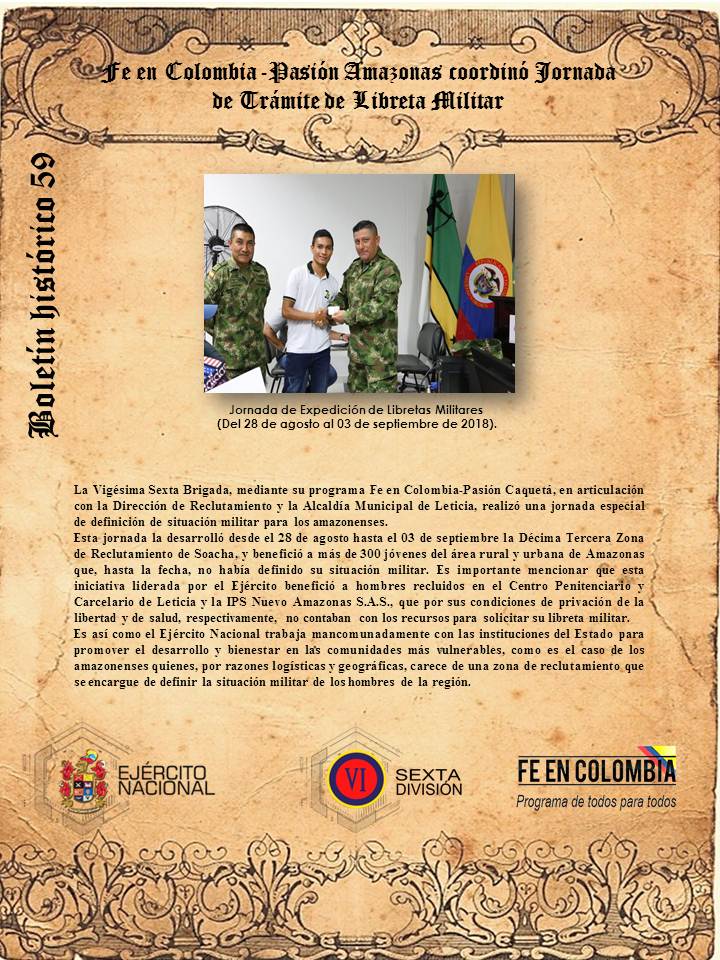 Fe en Colombia -Pasión Amazonas coordinó Jornada
de Trámite de Libreta Militar
Boletín histórico 59
Jornada de Expedición de Libretas Militares
(Del 28 de agosto al 03 de septiembre de 2018).
La Vigésima Sexta Brigada, mediante su programa Fe en Colombia-Pasión Caquetá, en articulación
con la Dirección de Reclutamiento y la Alcaldía Municipal de Leticia, realizó una jornada especial
de definición de situación militar para los amazonenses.
Esta jornada la desarrolló desde el 28 de agosto hasta el 03 de septiembre la Décima Tercera Zona
de Reclutamiento de Soacha, y benefició a más de 300 jóvenes del área rural y urbana de Amazonas
que, hasta la fecha, no había definido su situación militar. Es importante mencionar que esta
iniciativa liderada por el Ejército benefició a hombres recluidos en el Centro Penitenciario y
Carcelario de Leticia y la IPS Nuevo Amazonas S.A.S., que por sus condiciones de privación de la
libertad y de salud, respectivamente, no contaban con los recursos para solicitar su libreta militar.
Es así como el Ejército Nacional trabaja mancomunadamente con las instituciones del Estado para
promover el desarrollo y bienestar en la's comunidades más vulnerables, como es el caso de los
amazonenses quienes, por razones logísticas y geográficas, carece de una zona de reclutamiento que
se encargue de definir la situación militar de los hombres de la región.
EJÉRCITO
NACIONAL
VI
SEXTA
DIVISIÓN
FE EN COLOMBIA
Programa de todos para todos